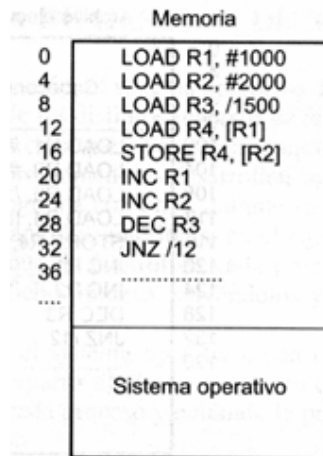 Memoria
0 LOAD R1, #1000
4 LOAD R2, #2000
8 LOAD R3, /1500
12 LOAD R4, [R1]
16 STORE R4, [R2]
20 INC R1
24 INC R2
28 DEC R3
32 JNZ /12
36 ..................
....
Sistema operativo